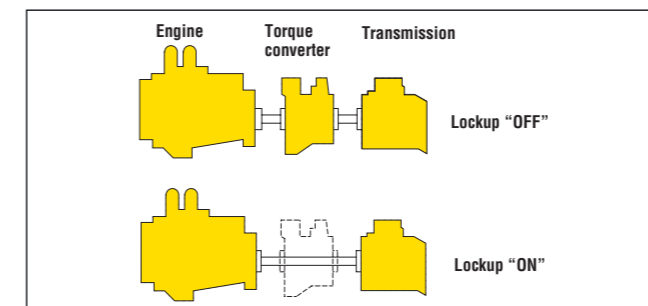 Engine
Torque
converter
Transmission
Lockup “OFF”
Lockup “ON”